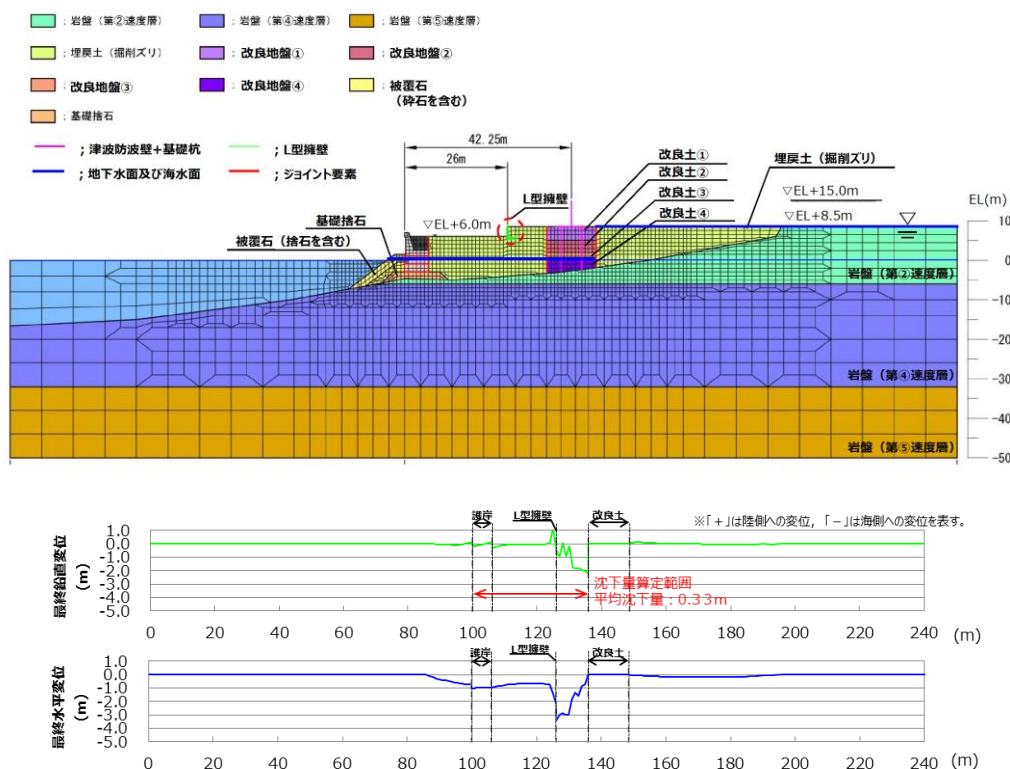 ：岩盤（第②速度層）
：岩盤（第④速度層）
：岩盤（第⑤速度層）
：埋戻土（掘削ズリ）
：改良地盤①
：改良地盤②
：改良地盤③
：改良地盤④
：被覆石
（砕石を含む）
：基礎捨石
；津波防波壁+基礎杭
；L型擁壁
；地下水面及び海水面
；ジョイント要素
42.25m
26m
L型擁壁
改良土①
改良土②
改良土③
改良土④
埋戻土（掘削ズリ）
▽EL+15.0m
▽EL+8.5m
EL(m)
基礎捨石
▽EL+6.0m
被覆石（捨石を含む）
10
0
-10
-20
-30
-40
-50
岩盤（第②速度層）
岩盤（第④速度層）
岩盤（第⑤速度層）
※「＋」は陸側への変位，「－」は海側への変位を表す。
最終鉛直変位
(m)
1.0
0.0
-1.0
-2.0
-3.0
-4.0
-5.0
護岸
L型擁壁
改良土
沈下量算定範囲
平均沈下量：0.33m
0 20 40 60 80 100 120 140 160 180 200 220 240 (m)
最終水平変位
(m)
1.0
0.0
-1.0
-2.0
-3.0
-4.0
-5.0
護岸
L型擁壁
改良土
0 20 40 60 80 100 120 140 160 180 200 220 240 (m)